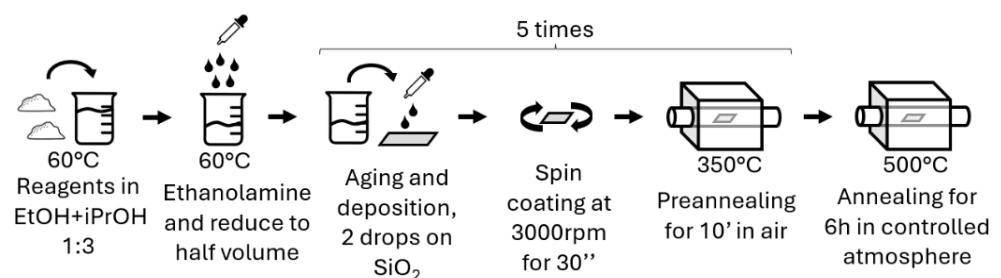 5 times
60°C
Reagents in
EtOH+iPrOH
1:3
60°C
Ethanolamine
and reduce to
half volume
Aging and
deposition,
2 drops on
SiO₂
Spin
coating at
3000rpm
for 30’’
350°C
Preannealing
for 10’ in air
500°C
Annealing for
6h in controlled
atmosphere